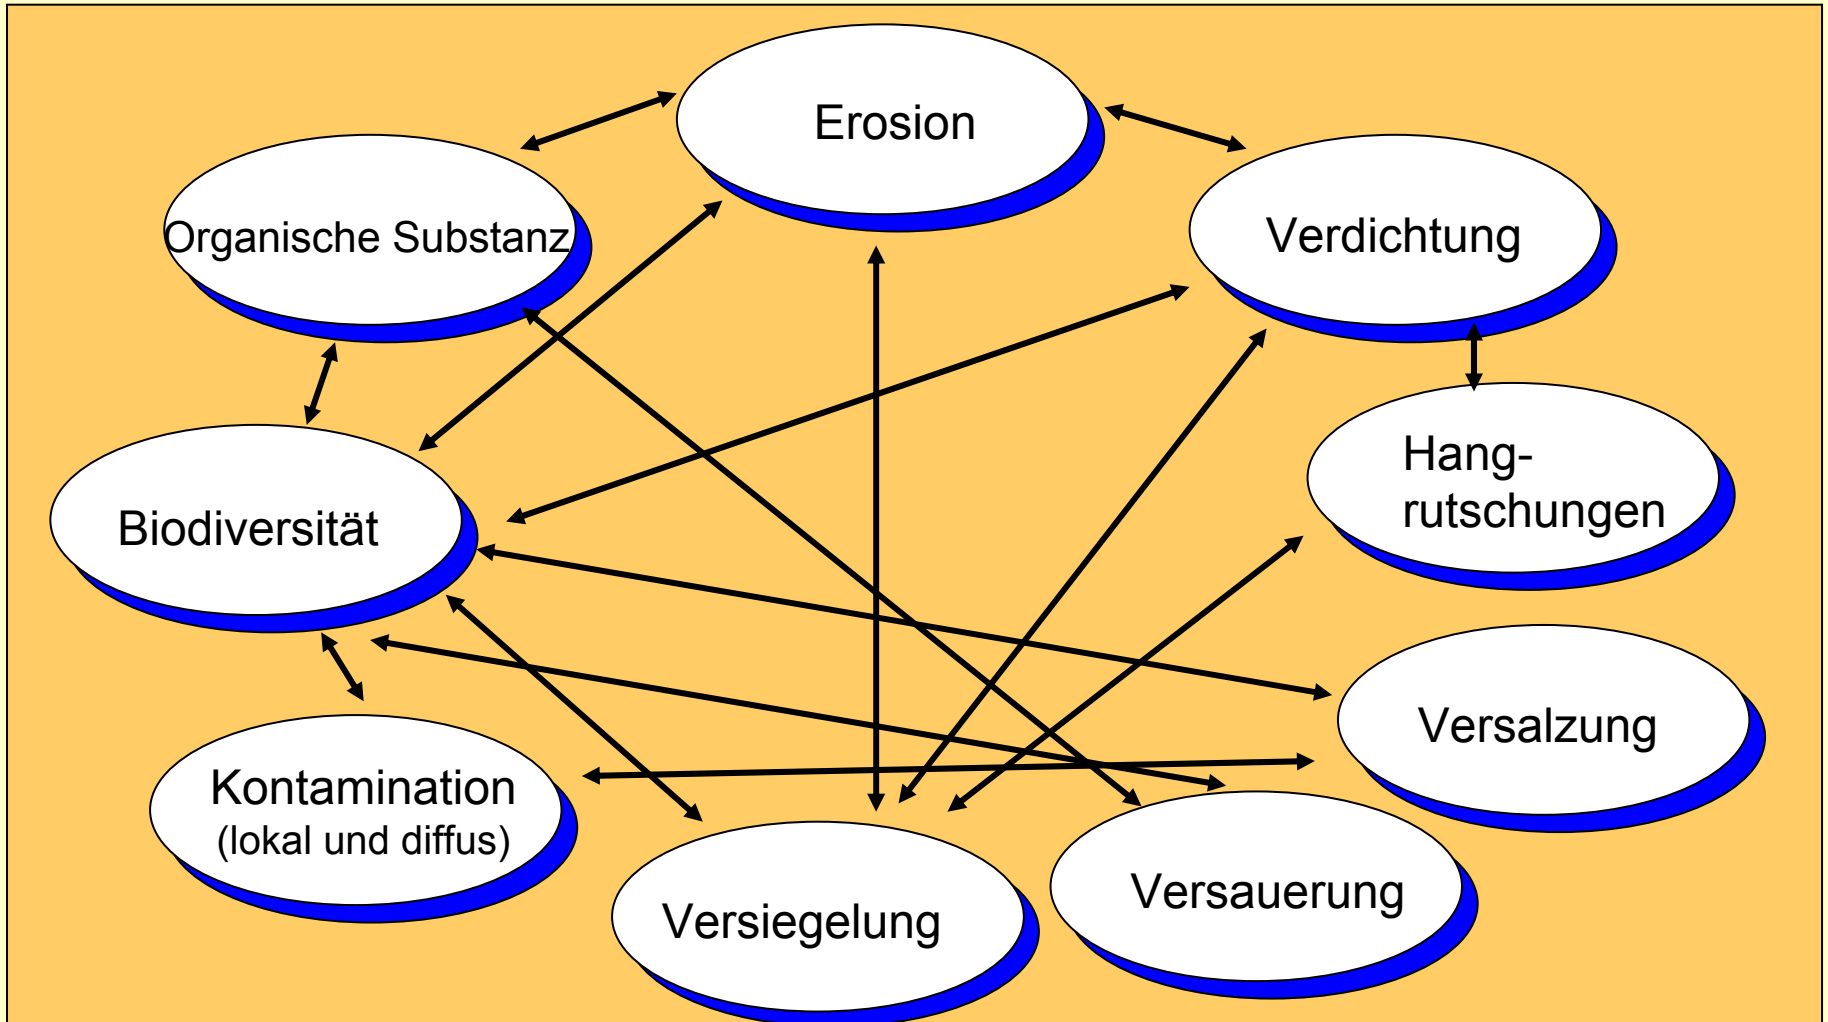 Erosion
Organische Substanz
Verdichtung
Hang-
rutschungen
Biodiversität
Versalzung
Kontamination
(lokal und diffus)
Versauerung
Versiegelung